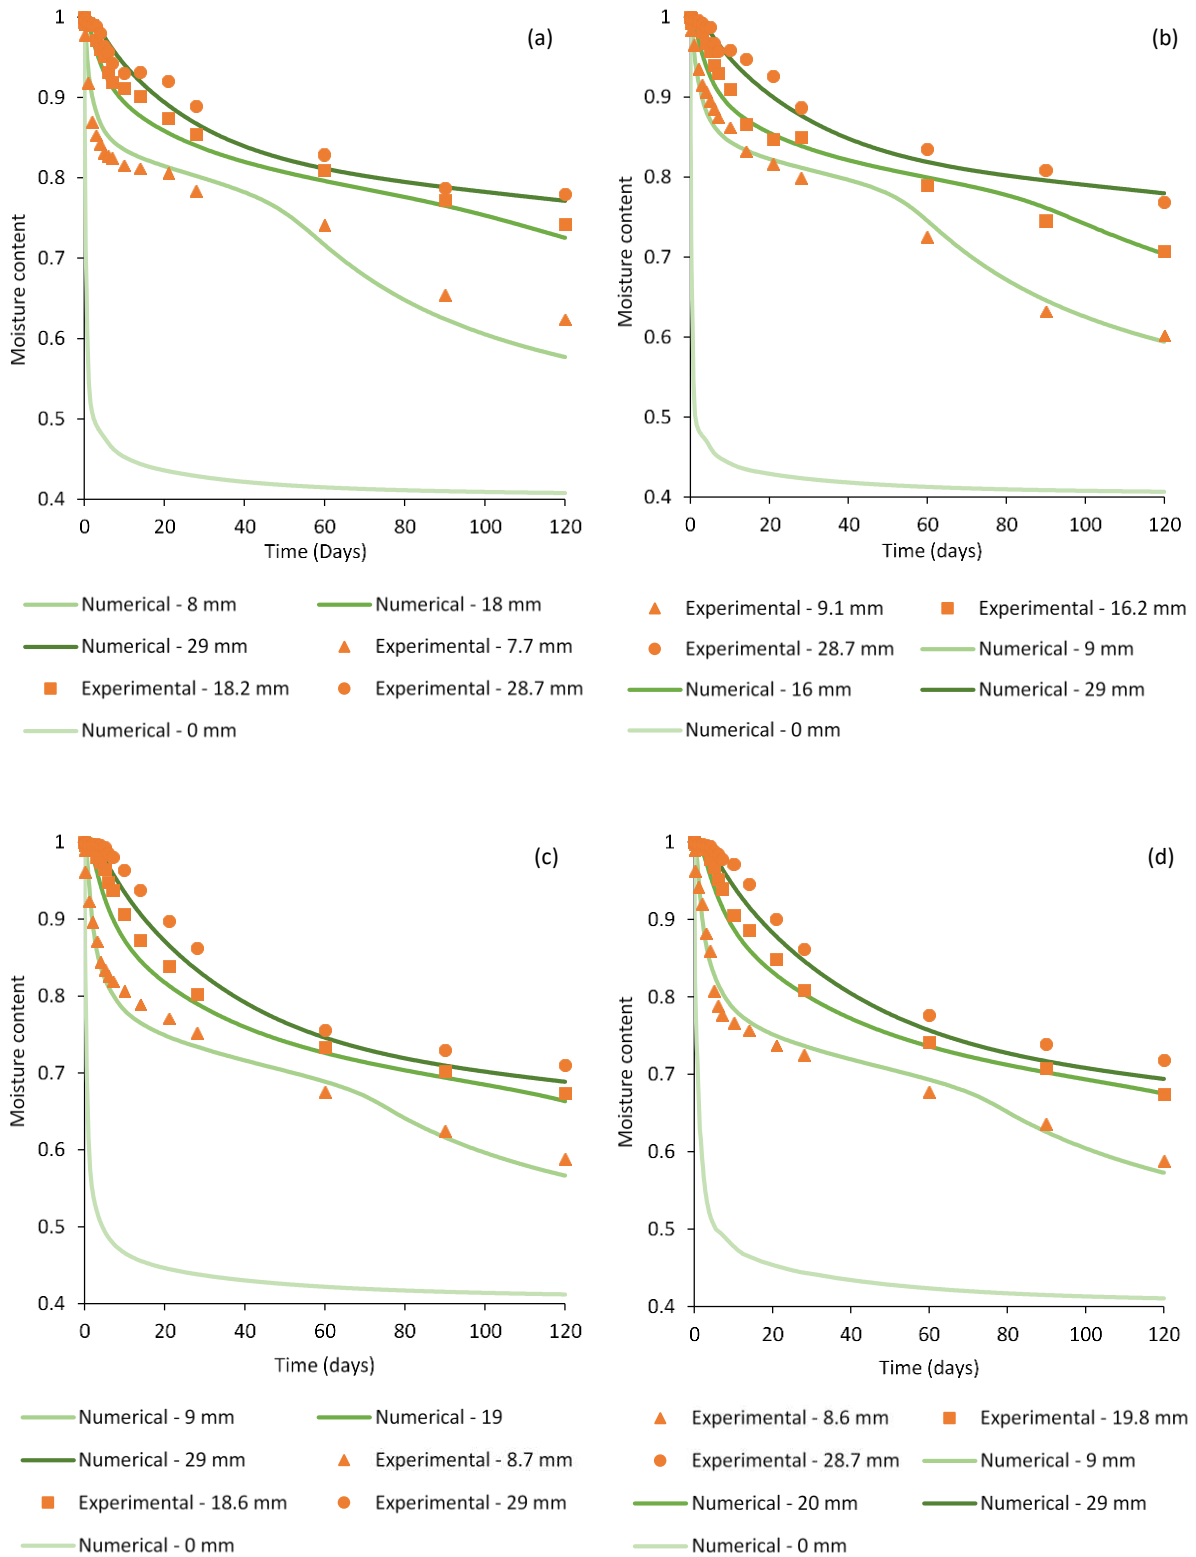 (a)
1
0.9
0.8
0.7
0.6
0.5
0.4
Moisture content
0 20 40 60 80 100 120
Time (Days)
Numerical - 8 mm Numerical - 18 mm
Numerical - 29 mm Experimental - 7.7 mm
Experimental - 18.2 mm Experimental - 28.7 mm
Numerical - 0 mm
(b)
1
0.9
0.8
0.7
0.6
0.5
0.4
Moisture content
0 20 40 60 80 100 120
Time (days)
Experimental - 9.1 mm Experimental - 16.2 mm
Experimental - 28.7 mm Numerical - 9 mm
Numerical - 16 mm Numerical - 29 mm
Numerical - 0 mm
(c)
1
0.9
0.8
0.7
0.6
0.5
0.4
Moisture content
0 20 40 60 80 100 120
Time (days)
Numerical - 9 mm Numerical - 19
Numerical - 29 mm Experimental - 8.7 mm
Experimental - 18.6 mm Experimental - 29 mm
Numerical - 0 mm
(d)
1
0.9
0.8
0.7
0.6
0.5
0.4
Moisture content
0 20 40 60 80 100 120
Time (days)
Experimental - 8.6 mm Experimental - 19.8 mm
Experimental - 28.7 mm Numerical - 9 mm
Numerical - 20 mm Numerical - 29 mm
Numerical - 0 mm